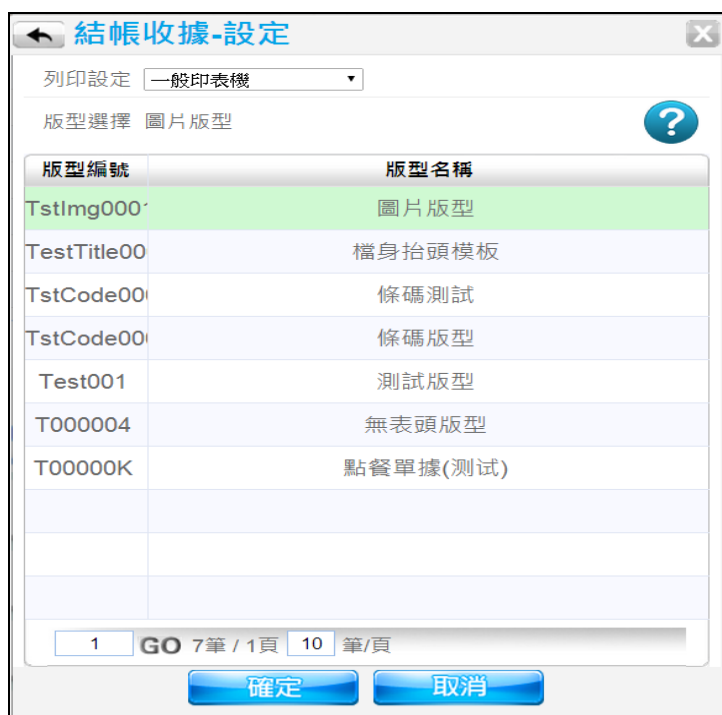 結帳收據-設定
列印設定 一般印表機
版型選擇 圖片版型
版型編號 版型名稱
TstImg0001 圖片版型
TestTitle00 檔身抬頭模板
TstCode00 條碼測試
TstCode00 條碼版型
Test001 測試版型
T000004 無表頭版型
T00000K 點餐單據(测试)
1 GO 7筆 / 1頁 10 筆/頁
確定 取消